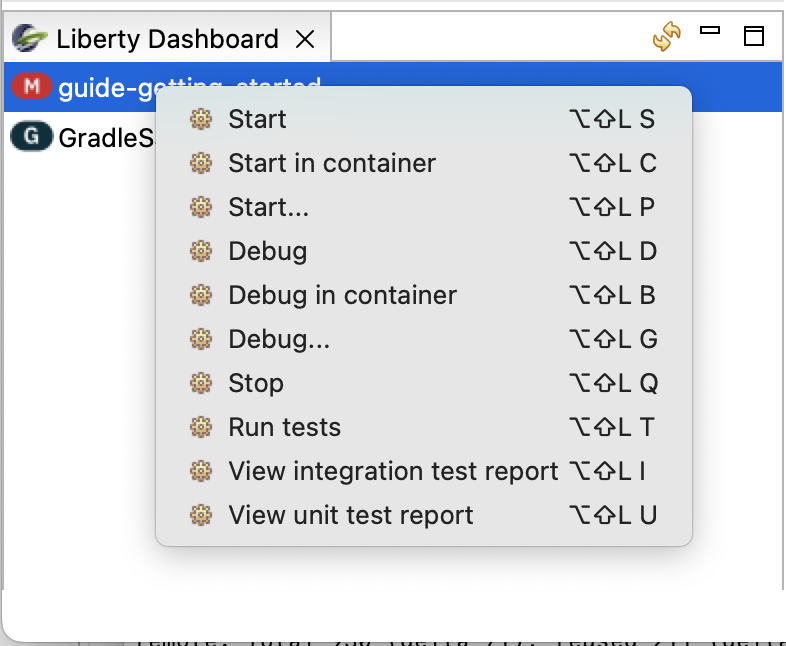 Liberty Dashboard
M guide-getting-started
G GradleS
Start ⌥⇧L S
Start in container ⌥⇧L C
Start... ⌥⇧L P
Debug ⌥⇧L D
Debug in container ⌥⇧L B
Debug... ⌥⇧L G
Stop ⌥⇧L Q
Run tests ⌥⇧L T
View integration test report ⌥⇧L I
View unit test report ⌥⇧L U